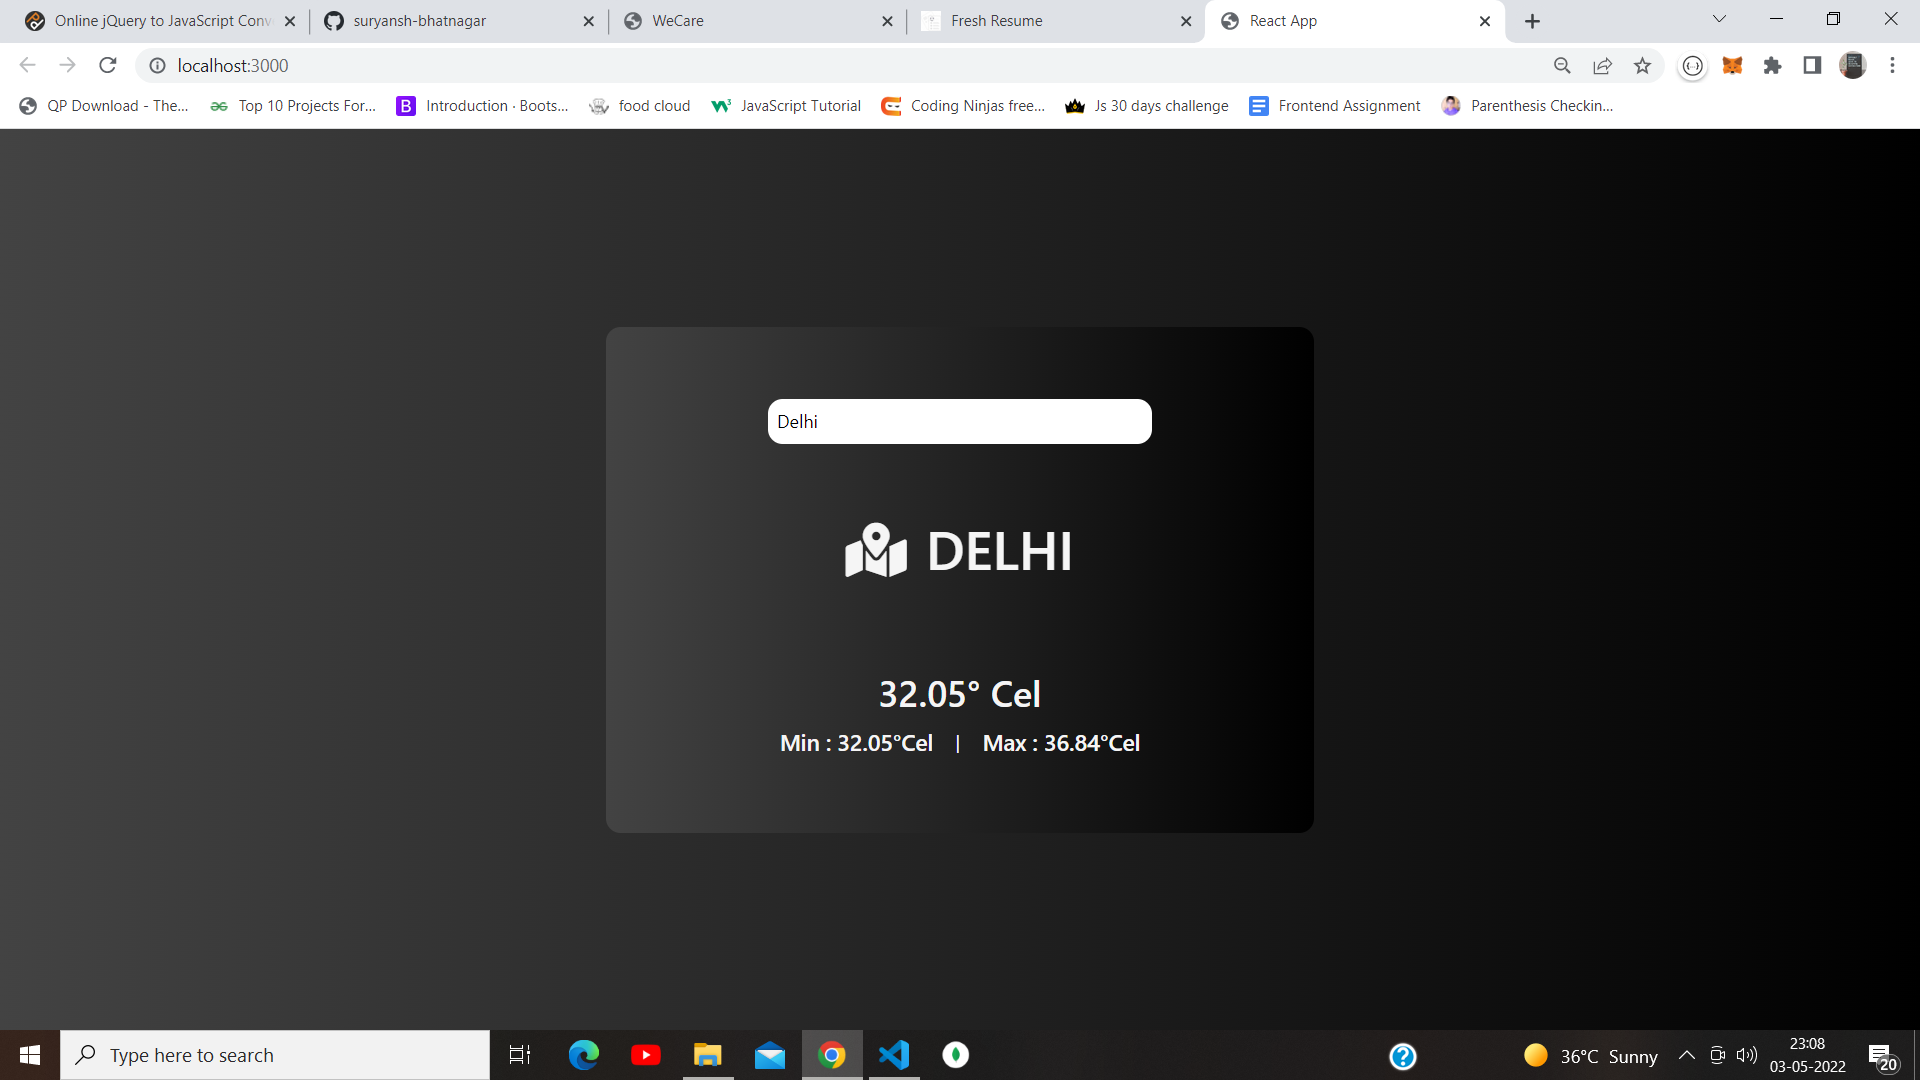 Online jQuery to JavaScript Conv
suryansh-bhatnagar
WeCare
Fresh Resume
React App
localhost:3000
QP Download - The...
Top 10 Projects For...
B
Introduction · Boots...
food cloud
JavaScript Tutorial
Coding Ninjas free...
Js 30 days challenge
Frontend Assignment
Parenthesis Checkin...
Delhi
DELHI
32.05° Cel
Min : 32.05°Cel | Max : 36.84°Cel
Type here to search
36°C Sunny
23:08
03-05-2022
20